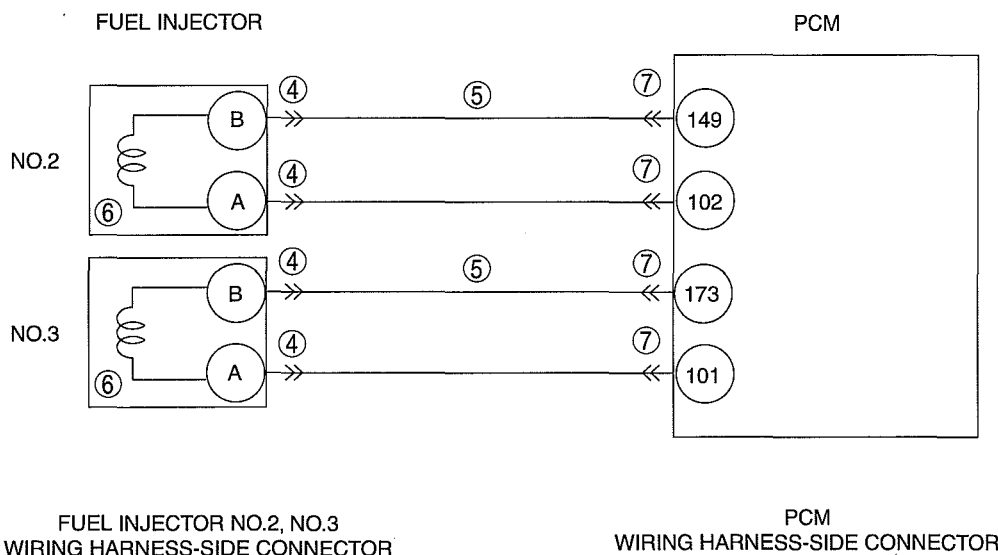 FUEL INJECTOR
PCM
④ ⑤ ⑦
B 149
NO.2
④ ⑦
A 102
⑥
④ ⑤ ⑦
B 173
NO.3
④ ⑦
A 101
⑥
FUEL INJECTOR NO.2, NO.3
WIRING HARNESS-SIDE CONNECTOR
PCM
WIRING HARNESS-SIDE CONNECTOR